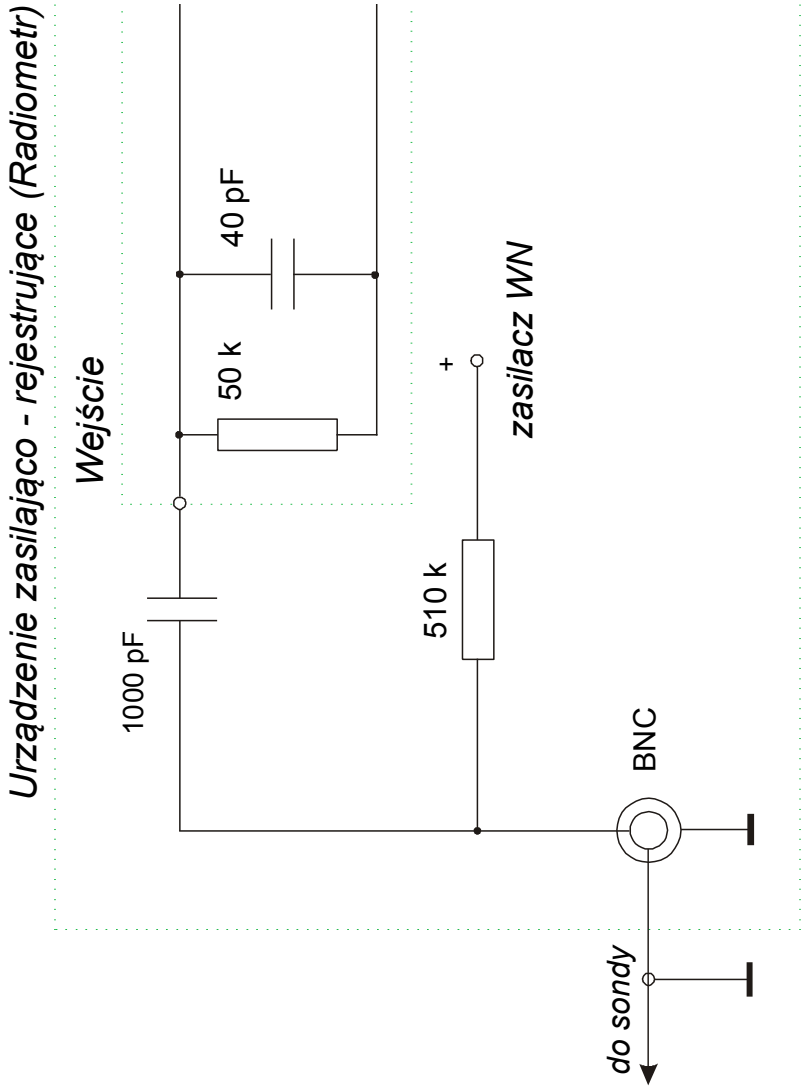 Urządzenie zasilająco - rejestrujące (Radiometr)
Wejście
40 pF
50 k
1000 pF
+
zasilacz WN
510 k
BNC
do sondy